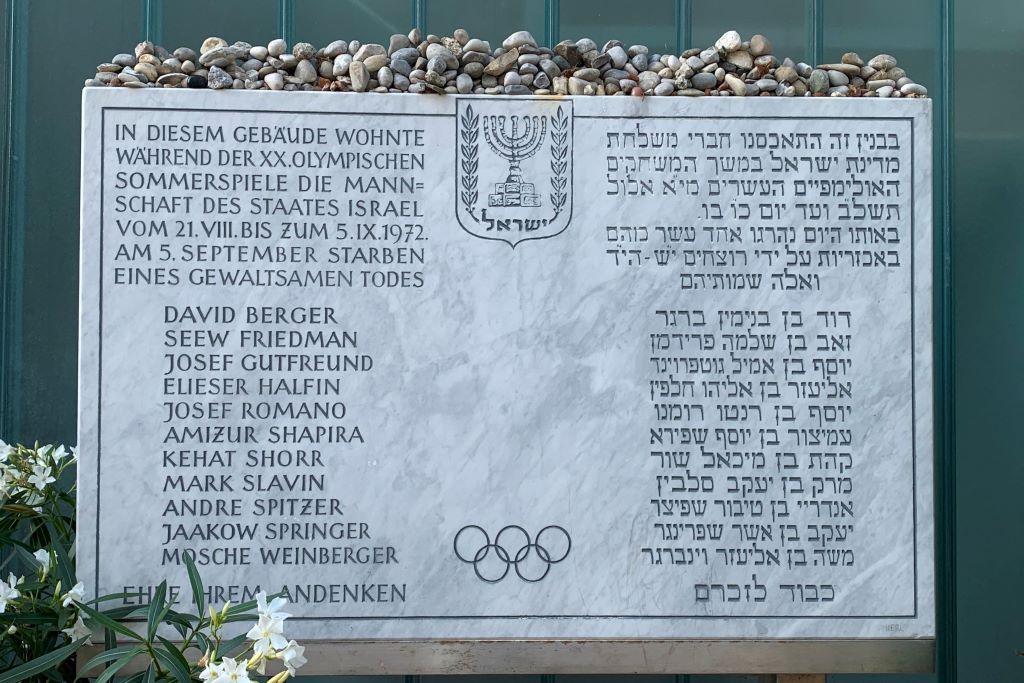 IN DIESEM GEBÄUDE WOHNTE
WÄHREND DER XX.OLYMPISCHEN
SOMMERSPIELE DIE MANN=
SCHAFT DES STAATES ISRAEL
VOM 21.VIII.BIS ZUM 5.IX.1972.
AM 5. SEPTEMBER STARBEN
EINES GEWALTSAMEN TODES
DAVID BERGER
SEEW FRIEDMAN
JOSEF GUTFREUND
ELIESER HALFIN
JOSEF ROMANO
AMIZUR SHAPIRA
KEHAT SHORR
MARK SLAVIN
ANDRE SPITZER
JAAKOW SPRINGER
MOSCHE WEINBERGER
EHRE IHREM ANDENKEN
ישראל
בבנין זה התאכסנו חברי משלחת
מדינת ישראל במשך המשחקים
האולימפיים העשרים מי״א אלול
תשל״ב ועד יום כ״ו בו.
באותו היום נהרגו אחד עשר מהם
באכזריות על ידי רוצחים יש-הי״ד
ואלה שמותיהם
דוד בן בנימין ברגר
זאב בן שלמה פרידמן
יוסף בן אמיל גוטפרוינד
אליעזר בן אליהו חלפין
יוסף בן רנטו רומנו
עמיצור בן יוסף שפירא
קהת בן מיכאל שור
מרק בן יעקב סלבין
אנדריי בן טיבור שפיצר
יעקב בן אשר שפרינגר
משה בן אליעזר וינברגר
כבוד לזכרם